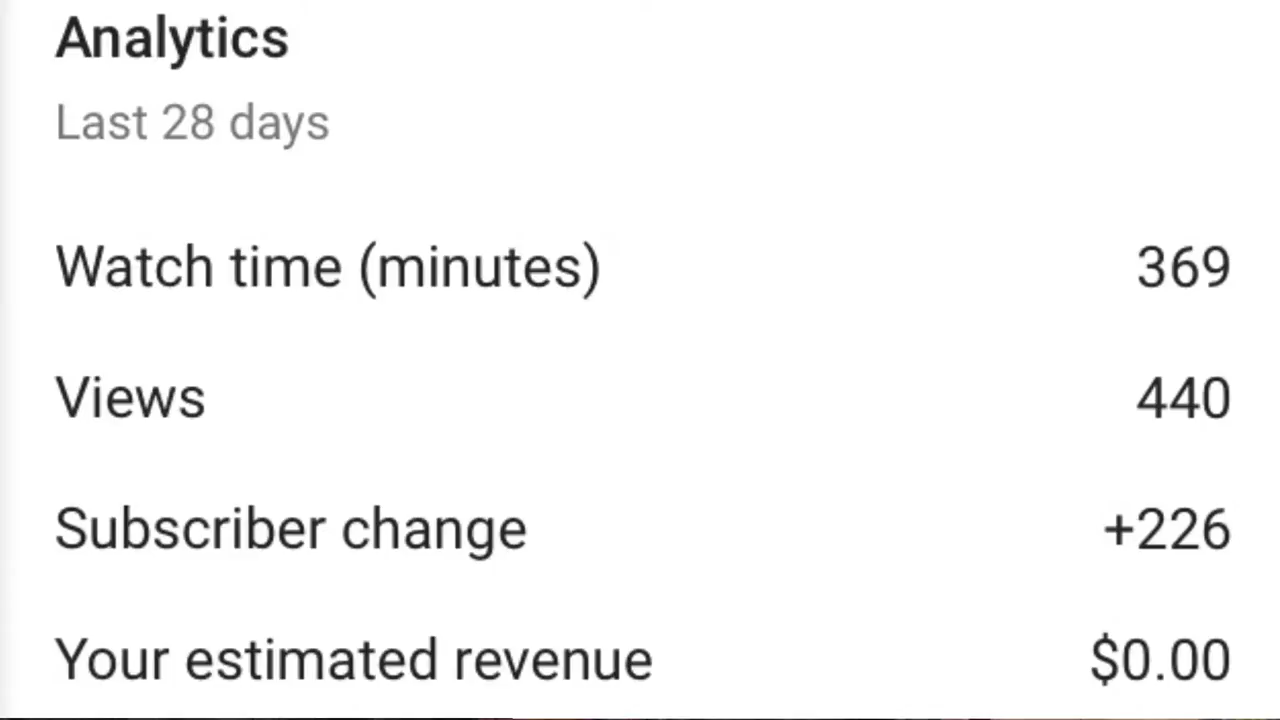 Analytics
Last 28 days
Watch time (minutes) 369
Views 440
Subscriber change +226
Your estimated revenue $0.00